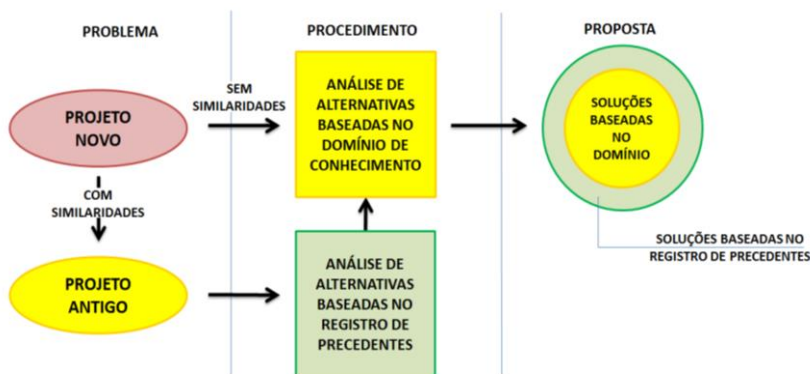 PROBLEMA
PROCEDIMENTO
PROPOSTA
PROJETO
NOVO
SEM
SIMILARIDADES
ANÁLISE DE
ALTERNATIVAS
BASEADAS NO
DOMÍNIO DE
CONHECIMENTO
SOLUÇÕES
BASEADAS
NO
DOMÍNIO
COM
SIMILARIDADES
PROJETO
ANTIGO
ANÁLISE DE
ALTERNATIVAS
BASEADAS NO
REGISTRO DE
PRECEDENTES
SOLUÇÕES BASEADAS NO
REGISTRO DE PRECEDENTES